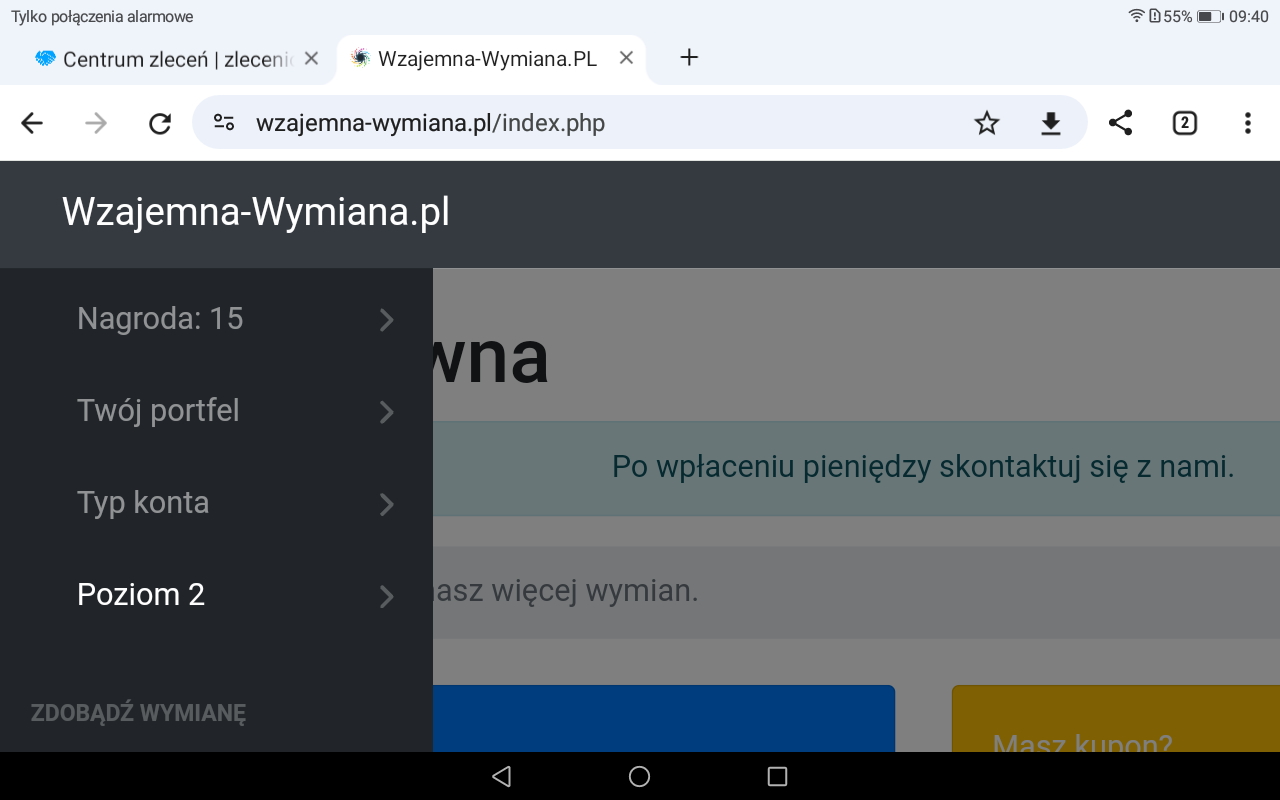 Tylko połączenia alarmowe
55% 09:40
Centrum zleceń | zlecenie
Wzajemna-Wymiana.PL
wzajemna-wymiana.pl/index.php
2
Wzajemna-Wymiana.pl
Nagroda: 15
wna
Twój portfel
Po wpłaceniu pieniędzy skontaktuj się z nami.
Typ konta
Poziom 2
masz więcej wymian.
ZDOBĄDŹ WYMIANĘ
Masz kupon?